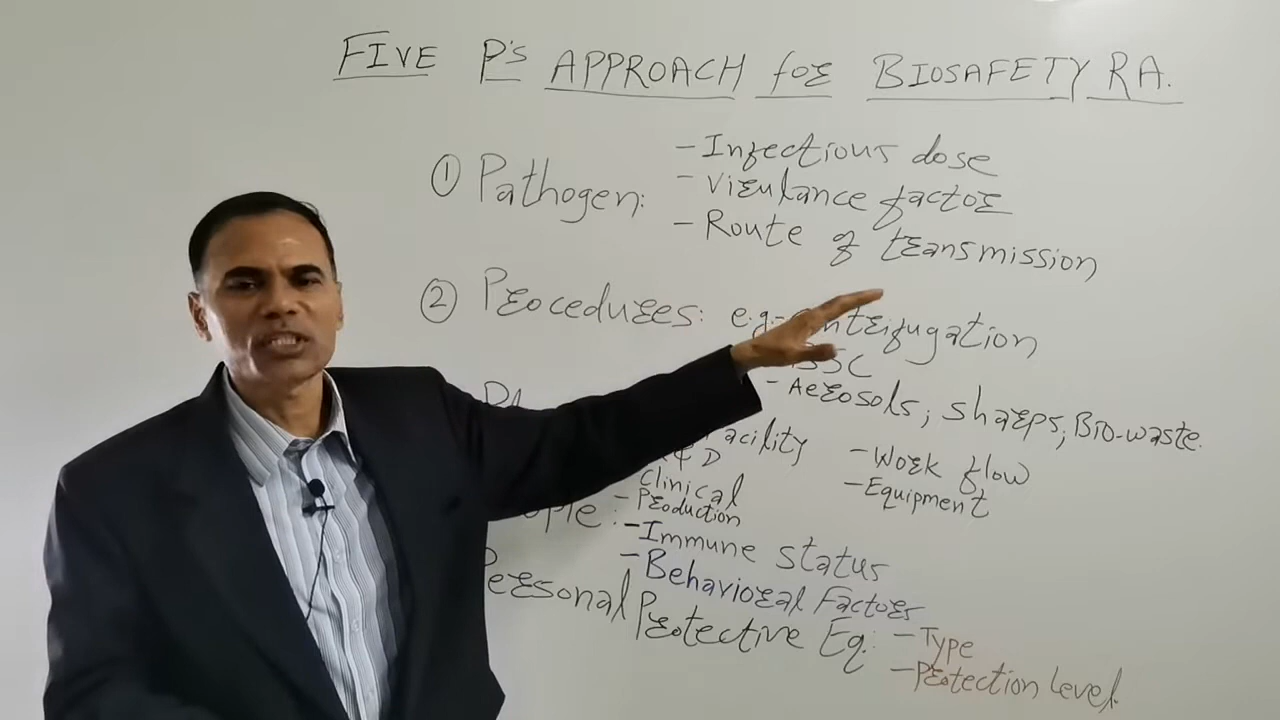 FIVE P's APPROACH for BIOSAFETY RA.
① Pathogen: - Infectious dose
- Virulance factor
- Route of transmission
② Procedures: e.g.- Centrifugation
BSC
- Aerosols, sharps, Bio-waste.
- Work flow
- Equipment
R & D
Clinical
- Production
- Immune status
- Behavioral Factors
Personal Protective Eq: - Type
- Protection level.